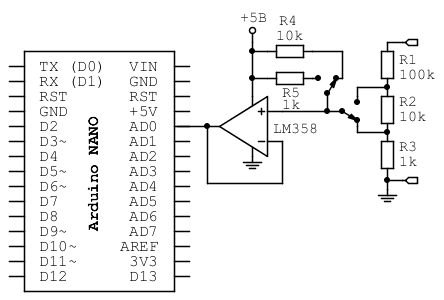 +5В
R4
10k
R5
1k
R1
100k
R2
10k
R3
1k
+
−
LM358
Arduino NANO
TX (D0) VIN
RX (D1) GND
RST RST
GND +5V
D2 AD0
D3~ AD1
D4 AD2
D5~ AD3
D6~ AD4
D7 AD5
D8 AD6
D9~ AD7
D10~ AREF
D11~ 3V3
D12 D13